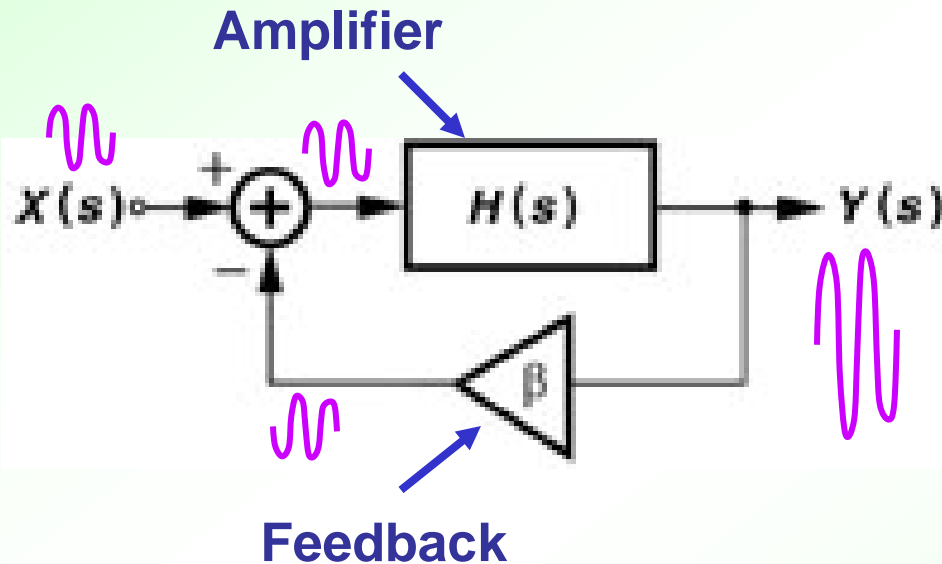 Amplifier
+
X(s)
+
H(s)
Y(s)
−
β
Feedback